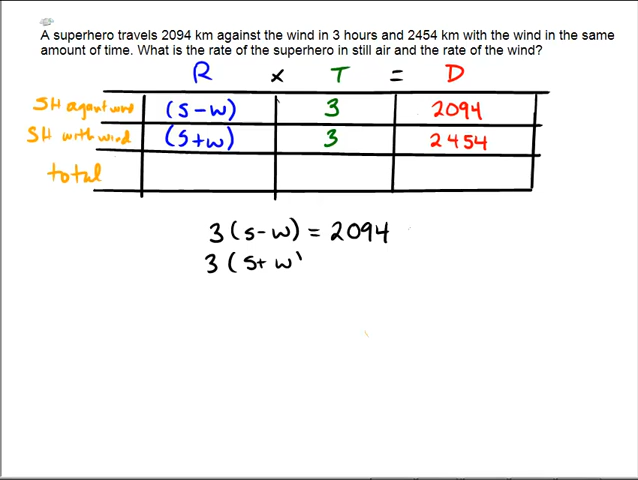 A superhero travels 2094 km against the wind in 3 hours and 2454 km with the wind in the same
amount of time. What is the rate of the superhero in still air and the rate of the wind?
R × T = D
SH against wind (s-w) 3 2094
SH with wind (s+w) 3 2454
total
3(s-w) = 2094
3(s+w)